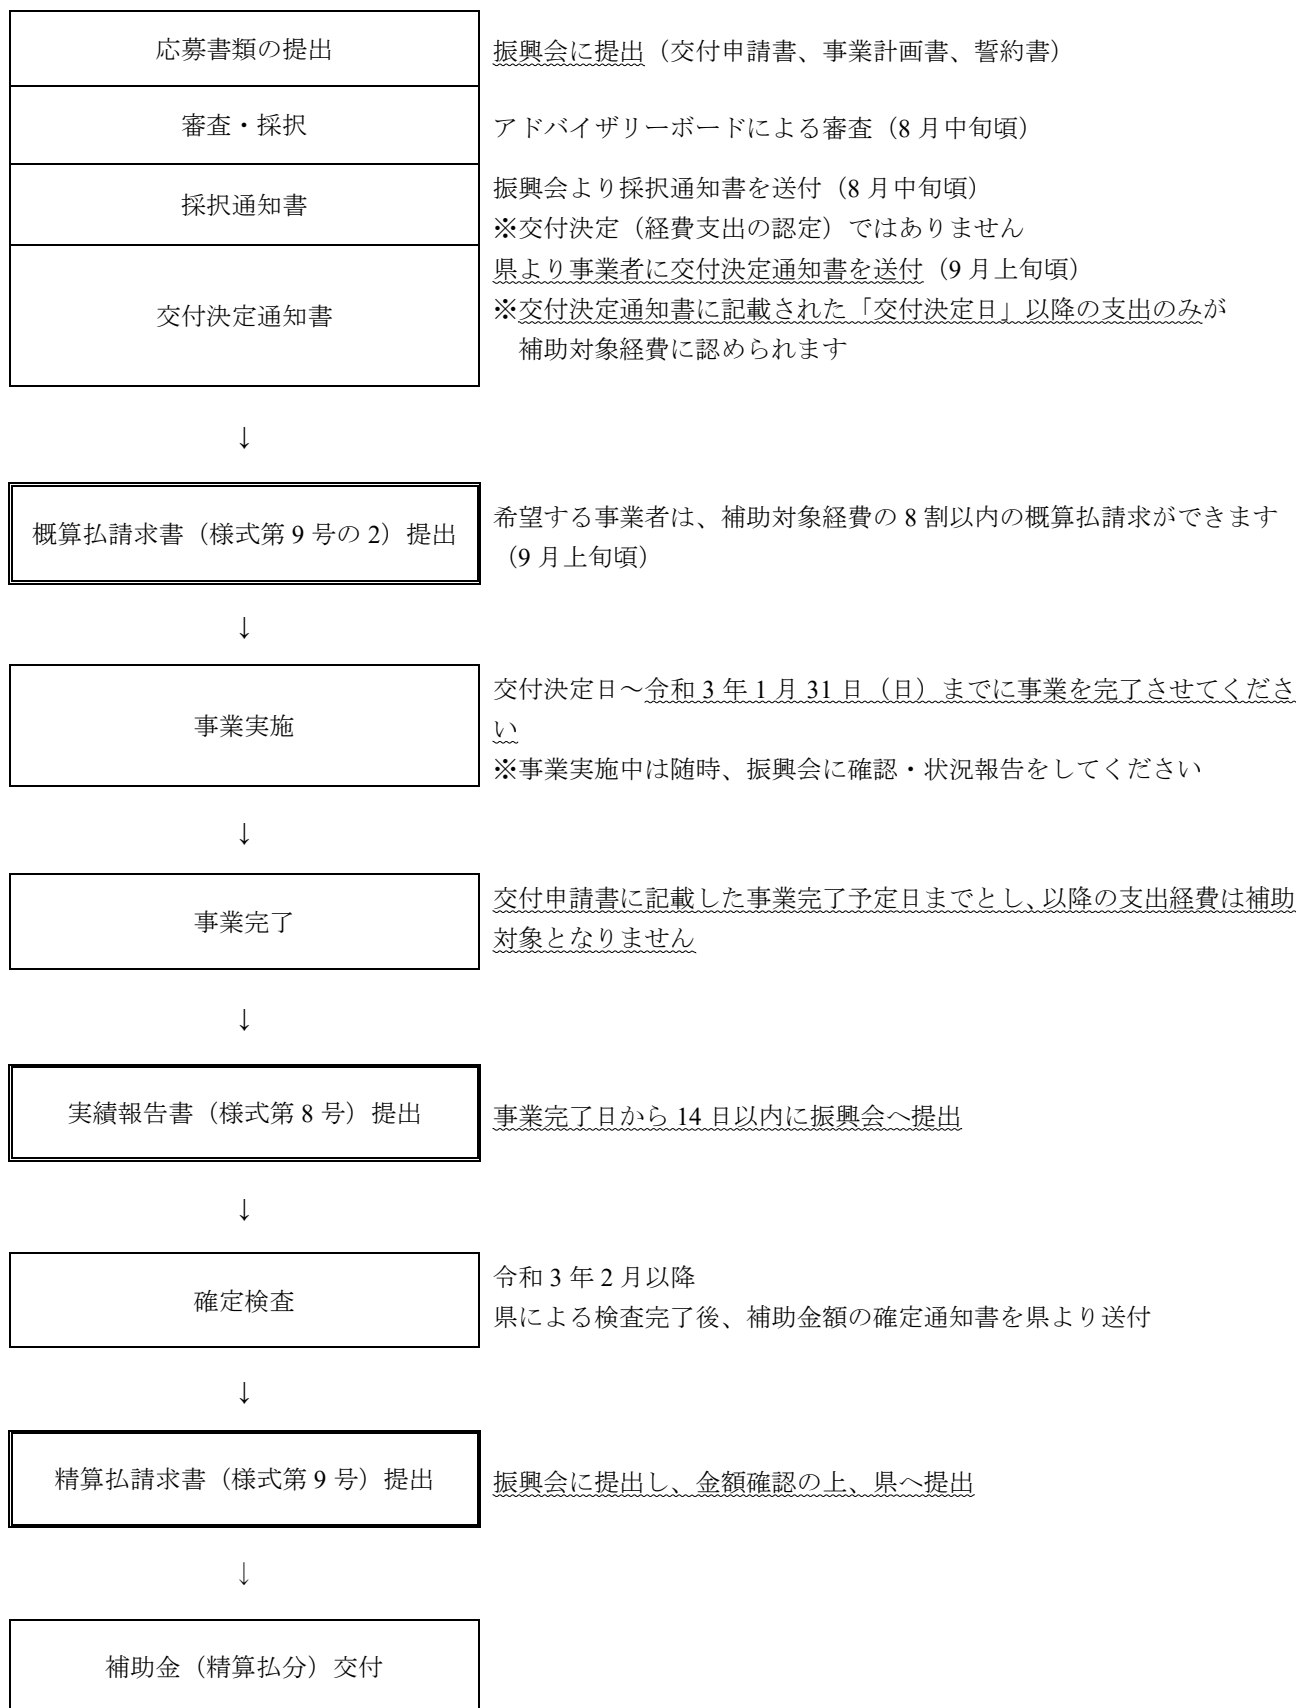 応募書類の提出
振興会に提出（交付申請書、事業計画書、誓約書）
審査・採択
アドバイザリーボードによる審査（8 月中旬頃）
採択通知書
振興会より採択通知書を送付（8 月中旬頃）
※交付決定（経費支出の認定）ではありません
交付決定通知書
県より事業者に交付決定通知書を送付（9 月上旬頃）
※交付決定通知書に記載された「交付決定日」以降の支出のみが
補助対象経費に認められます
↓
概算払請求書（様式第 9 号の 2）提出
希望する事業者は、補助対象経費の 8 割以内の概算払請求ができます
（9 月上旬頃）
↓
事業実施
交付決定日～令和 3 年 1 月 31 日（日）までに事業を完了させてくださ
い
※事業実施中は随時、振興会に確認・状況報告をしてください
↓
事業完了
交付申請書に記載した事業完了予定日までとし、以降の支出経費は補助
対象となりません
↓
実績報告書（様式第 8 号）提出
事業完了日から 14 日以内に振興会へ提出
↓
確定検査
令和 3 年 2 月以降
県による検査完了後、補助金額の確定通知書を県より送付
↓
精算払請求書（様式第 9 号）提出
振興会に提出し、金額確認の上、県へ提出
↓
補助金（精算払分）交付